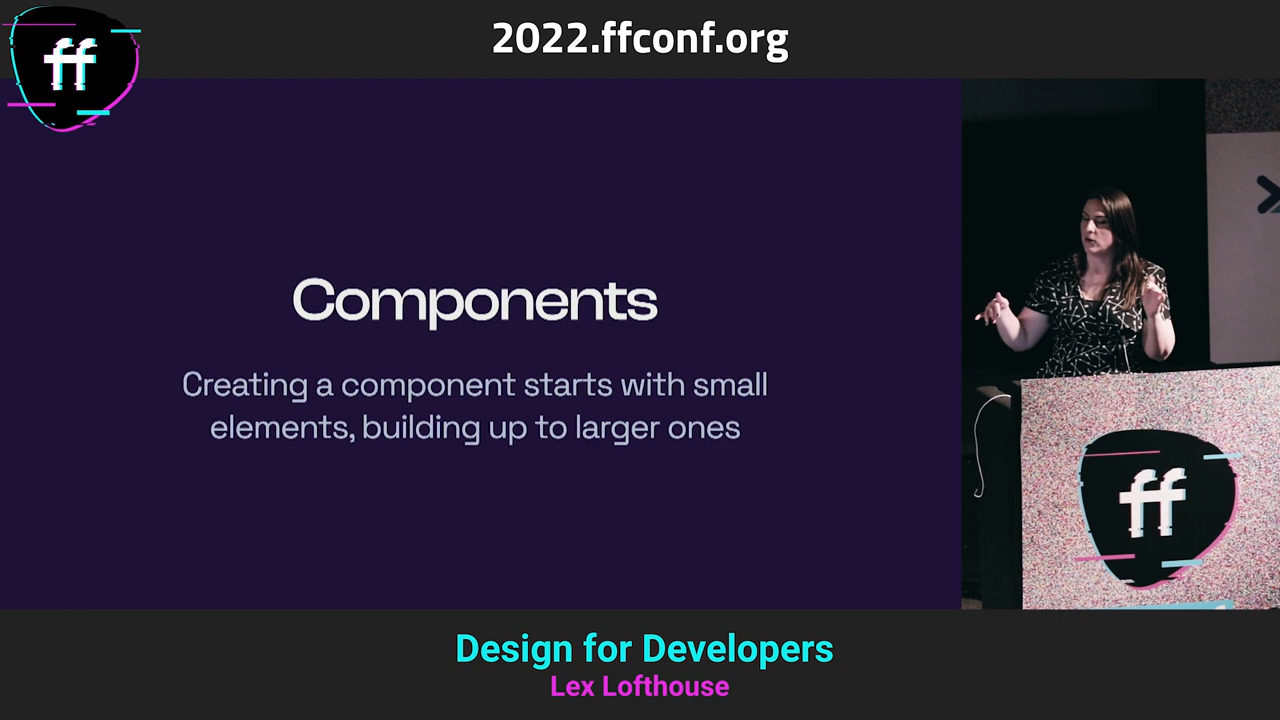 ff
2022.ffconf.org
Components
Creating a component starts with small
elements, building up to larger ones
ff
Design for Developers
Lex Lofthouse